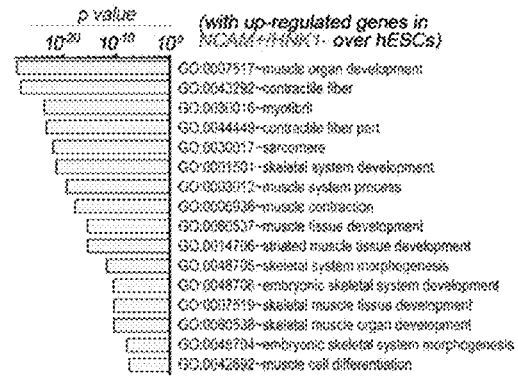 p value
(with up-regulated genes in
NCAM+/HNK1- over hESCs)
10⁻²⁰ 10⁻¹⁰ 10⁰
GO:0007517~muscle organ development
GO:0043292~contractile fiber
GO:0030016~myofibril
GO:0044449~contractile fiber part
GO:0030017~sarcomere
GO:0001501~skeletal system development
GO:0003012~muscle system process
GO:0006936~muscle contraction
GO:0060537~muscle tissue development
GO:0014706~striated muscle tissue development
GO:0048705~skeletal system morphogenesis
GO:0048706~embryonic skeletal system development
GO:0007519~skeletal muscle tissue development
GO:0060538~skeletal muscle organ development
GO:0048704~embryonic skeletal system morphogenesis
GO:0042692~muscle cell differentiation